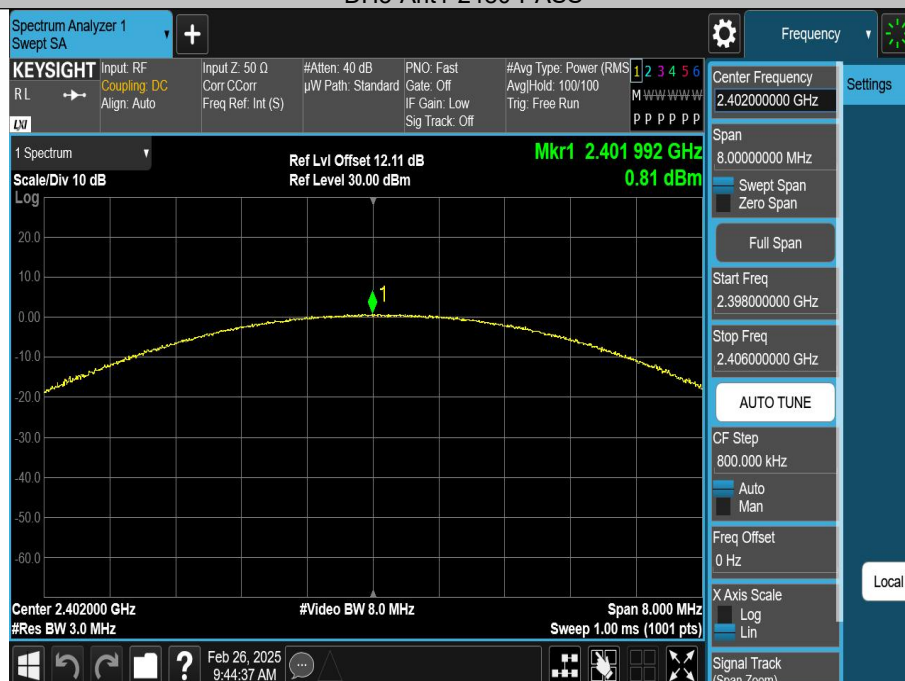 Spectrum Analyzer 1
Swept SA
Frequency
KEYSIGHT
RL
LXI
Input: RF
Coupling: DC
Align: Auto
Input Z: 50 Ω
Corr CCorr
Freq Ref: Int (S)
#Atten: 40 dB
µW Path: Standard
PNO: Fast
Gate: Off
IF Gain: Low
Sig Track: Off
#Avg Type: Power (RMS
Avg|Hold: 100/100
Trig: Free Run
1 2 3 4 5 6
M W W W W W
P P P P P P
Center Frequency
2.402000000 GHz
Settings
1 Spectrum
Scale/Div 10 dB
Log
Ref Lvl Offset 12.11 dB
Ref Level 30.00 dBm
Mkr1 2.401 992 GHz
0.81 dBm
20.0
10.0
0.00
-10.0
-20.0
-30.0
-40.0
-50.0
-60.0
1
Center 2.402000 GHz
#Res BW 3.0 MHz
#Video BW 8.0 MHz
Span 8.000 MHz
Sweep 1.00 ms (1001 pts)
Span
8.00000000 MHz
Swept Span
Zero Span
Full Span
Start Freq
2.398000000 GHz
Stop Freq
2.406000000 GHz
AUTO TUNE
CF Step
800.000 kHz
Auto
Man
Freq Offset
0 Hz
X Axis Scale
Log
Lin
Signal Track
(Span Zoom)
Local
?
Feb 26, 2025
9:44:37 AM